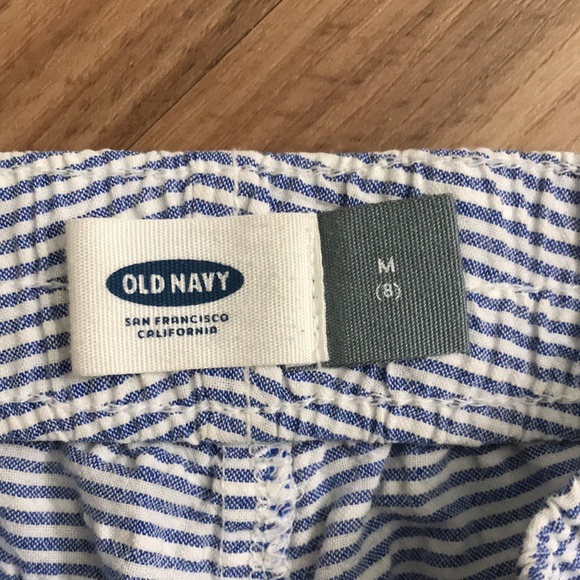 OLD NAVY
SAN FRANCISCO
CALIFORNIA
M
(8)